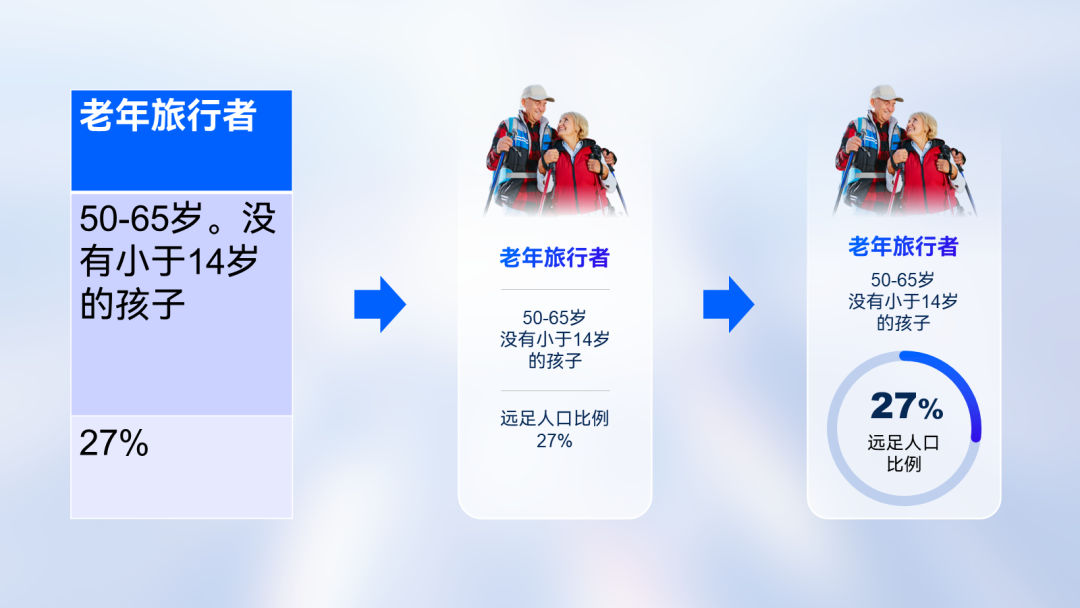 老年旅行者
50-65岁。没
有小于14岁
的孩子
27%
老年旅行者
50-65岁
没有小于14岁
的孩子
远足人口比例
27%
老年旅行者
50-65岁
没有小于14岁
的孩子
27%
远足人口
比例